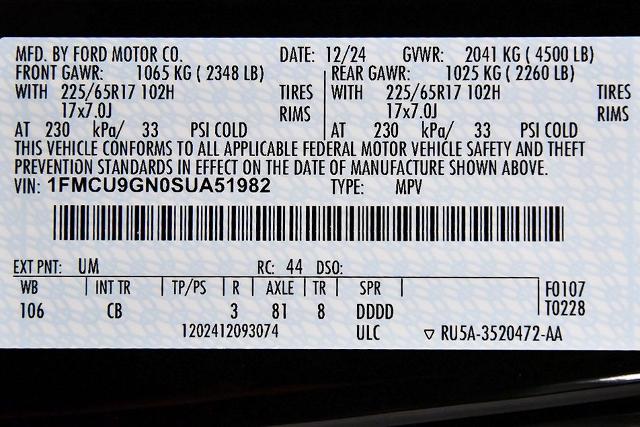 MFD. BY FORD MOTOR CO. DATE: 12/24 GVWR: 2041 KG ( 4500 LB)
FRONT GAWR: 1065 KG ( 2348 LB) REAR GAWR: 1025 KG ( 2260 LB)
WITH 225/65R17 102H TIRES WITH 225/65R17 102H TIRES
17x7.0J RIMS 17x7.0J RIMS
AT 230 kPa/ 33 PSI COLD AT 230 kPa/ 33 PSI COLD
THIS VEHICLE CONFORMS TO ALL APPLICABLE FEDERAL MOTOR VEHICLE SAFETY AND THEFT
PREVENTION STANDARDS IN EFFECT ON THE DATE OF MANUFACTURE SHOWN ABOVE.
VIN: 1FMCU9GN0SUA51982 TYPE: MPV
EXT PNT: UM RC: 44 DSO:
WB INT TR TP/PS R AXLE TR SPR F0107
106 CB 3 81 8 DDDD T0228
1202412093074 ULC ▽ RU5A-3520472-AA